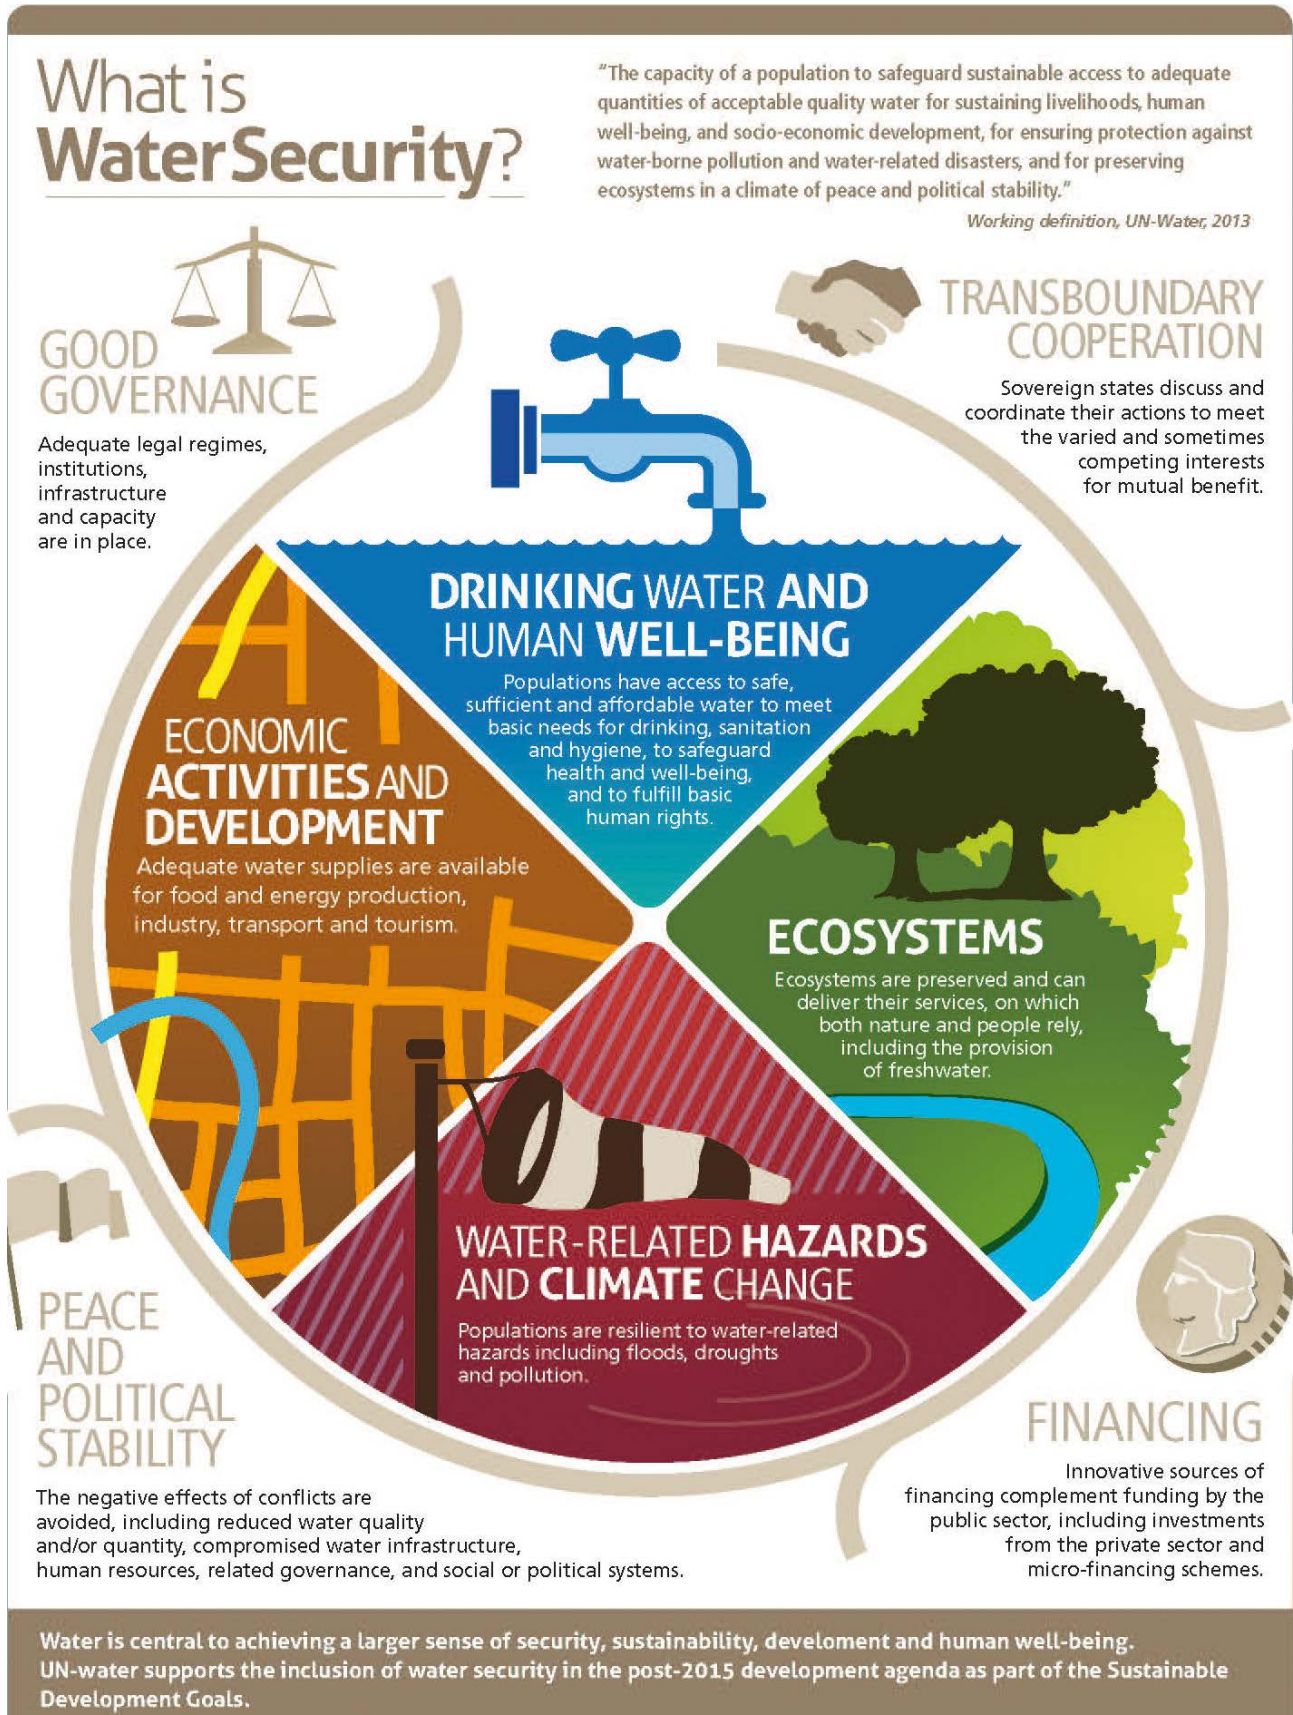 What is
Water Security?
"The capacity of a population to safeguard sustainable access to adequate
quantities of acceptable quality water for sustaining livelihoods, human
well-being, and socio-economic development, for ensuring protection against
water-borne pollution and water-related disasters, and for preserving
ecosystems in a climate of peace and political stability."
Working definition, UN-Water, 2013
GOOD
GOVERNANCE
Adequate legal regimes,
institutions,
infrastructure
and capacity
are in place.
TRANSBOUNDARY
COOPERATION
Sovereign states discuss and
coordinate their actions to meet
the varied and sometimes
competing interests
for mutual benefit.
DRINKING WATER AND
HUMAN WELL-BEING
Populations have access to safe,
sufficient and affordable water to meet
basic needs for drinking, sanitation
and hygiene, to safeguard
health and well-being,
and to fulfill basic
human rights.
ECONOMIC
ACTIVITIES AND
DEVELOPMENT
Adequate water supplies are available
for food and energy production,
industry, transport and tourism.
ECOSYSTEMS
Ecosystems are preserved and can
deliver their services, on which
both nature and people rely,
including the provision
of freshwater.
WATER-RELATED HAZARDS
AND CLIMATE CHANGE
Populations are resilient to water-related
hazards including floods, droughts
and pollution.
PEACE
AND
POLITICAL
STABILITY
The negative effects of conflicts are
avoided, including reduced water quality
and/or quantity, compromised water infrastructure,
human resources, related governance, and social or political systems.
FINANCING
Innovative sources of
financing complement funding by the
public sector, including investments
from the private sector and
micro-financing schemes.
Water is central to achieving a larger sense of security, sustainability, develoment and human well-being.
UN-water supports the inclusion of water security in the post-2015 development agenda as part of the Sustainable
Development Goals.